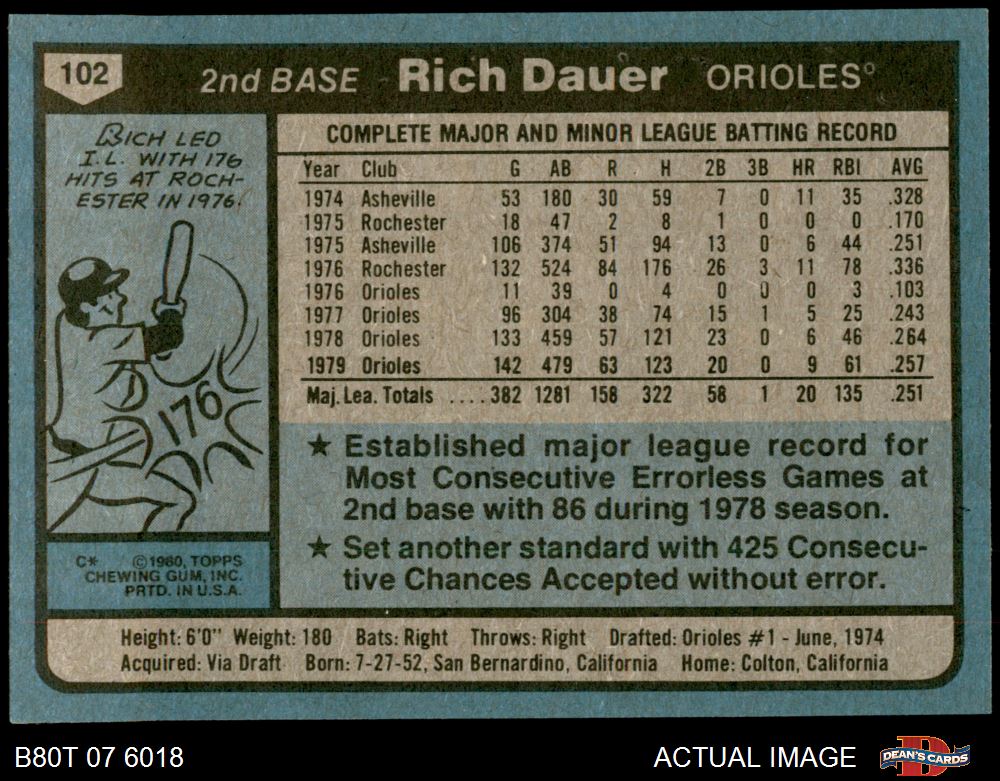 102
2nd BASE - Rich Dauer ORIOLES®
RICH LED
I.L. WITH 176
HITS AT ROCH-
ESTER IN 1976.
176
C* ©1980, TOPPS
CHEWING GUM, INC.
PRTD. IN U.S.A.
COMPLETE MAJOR AND MINOR LEAGUE BATTING RECORD
Year Club G AB R H 2B 3B HR RBI AVG
1974 Asheville 53 180 30 59 7 0 11 35 .328
1975 Rochester 18 47 2 8 1 0 0 0 .170
1975 Asheville 106 374 51 94 13 0 6 44 .251
1976 Rochester 132 524 84 176 26 3 11 78 .336
1976 Orioles 11 39 0 4 0 0 0 3 .103
1977 Orioles 96 304 38 74 15 1 5 25 .243
1978 Orioles 133 459 57 121 23 0 6 46 .264
1979 Orioles 142 479 63 123 20 0 9 61 .257
Maj. Lea. Totals ....382 1281 158 322 58 1 20 135 .251
★ Established major league record for
Most Consecutive Errorless Games at
2nd base with 86 during 1978 season.
★ Set another standard with 425 Consecu-
tive Chances Accepted without error.
Height: 6'0" Weight: 180 Bats: Right Throws: Right Drafted: Orioles #1 - June, 1974
Acquired: Via Draft Born: 7-27-52, San Bernardino, California Home: Colton, California
B80T 07 6018
ACTUAL IMAGE
DEAN'S CARDS